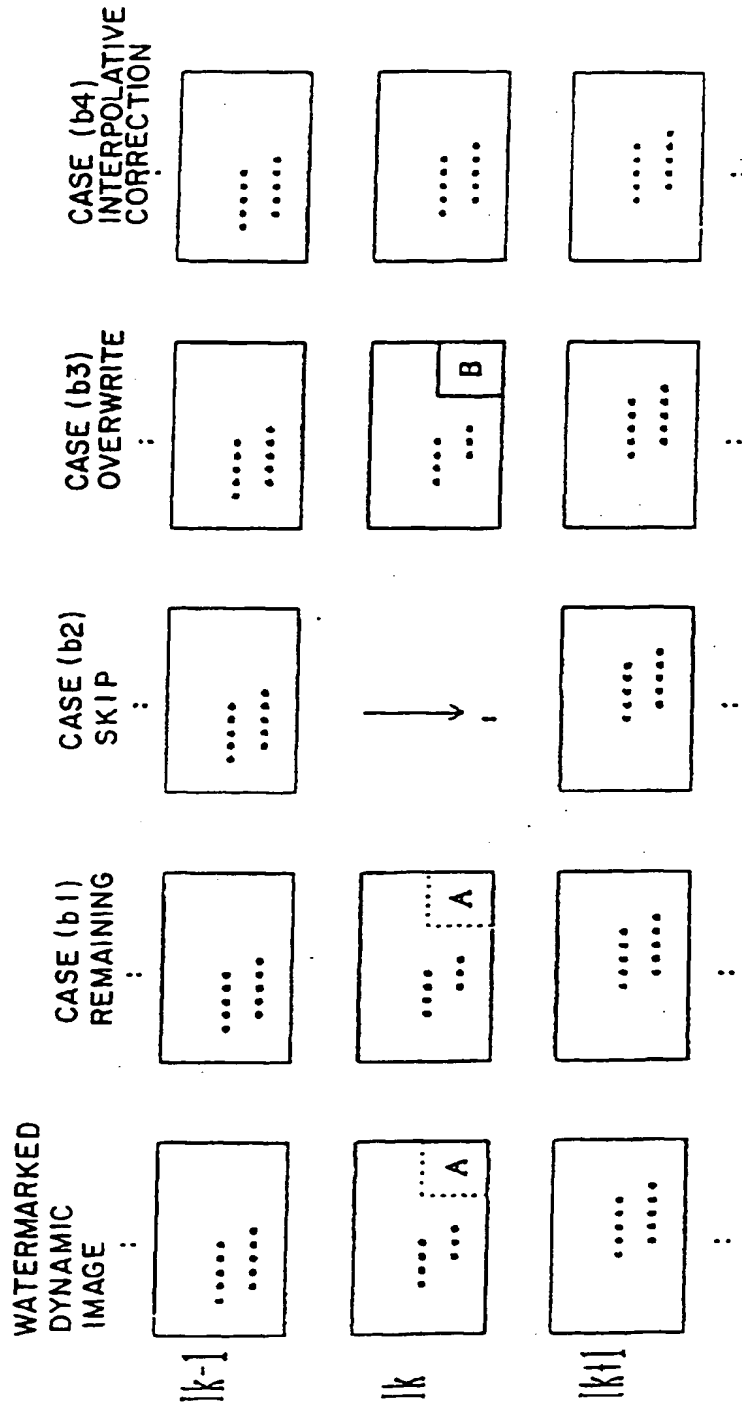 WATERMARKED
DYNAMIC
IMAGE
CASE (b1)
REMAINING
CASE (b2)
SKIP
CASE (b3)
OVERWRITE
CASE (b4)
INTERPOLATIVE
CORRECTION
Ik-1
Ik
A
A
B
Ik+1